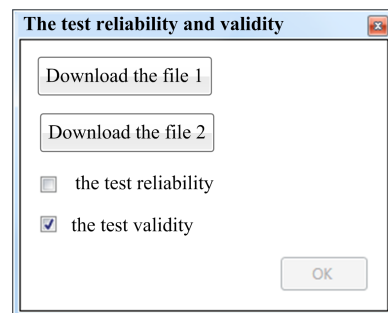 The test reliability and validity
Download the file 1
Download the file 2
the test reliability
the test validity
OK